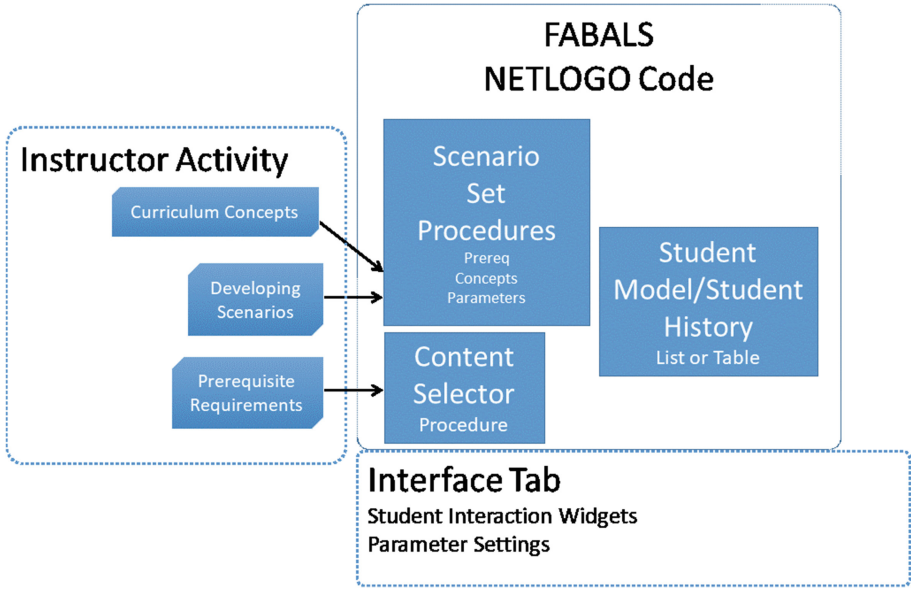 FABALS
NETLOGO Code
Instructor Activity
Curriculum Concepts
Developing
Scenarios
Prerequisite
Requirements
Scenario
Set
Procedures
Prereq
Concepts
Parameters
Content
Selector
Procedure
Student
Model/Student
History
List or Table
Interface Tab
Student Interaction Widgets
Parameter Settings